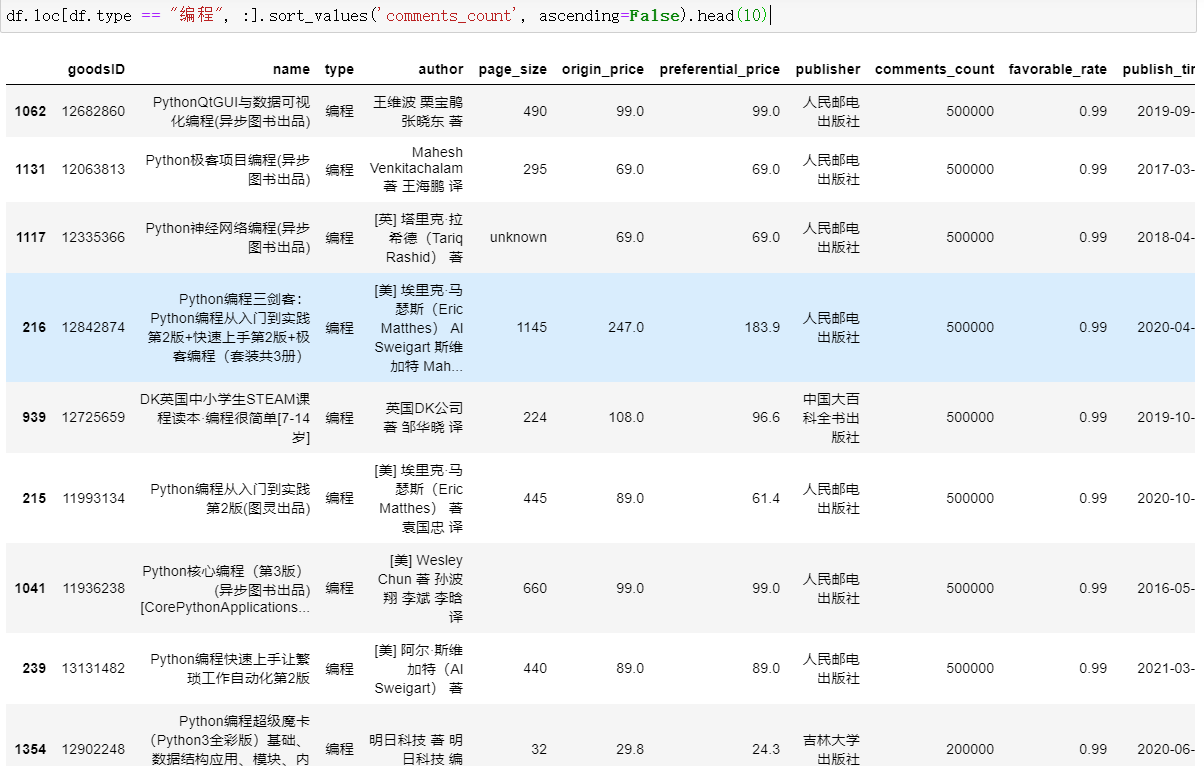 df.loc[df.type == "编程", :].sort_values('comments_count', ascending=False).head(10)
goodsID name type author page_size origin_price preferential_price publisher comments_count favorable_rate publish_tir
1062 12682860 PythonQtGUI与数据可视 编程 王维波 栗宝鹃 490 99.0 99.0 人民邮电 500000 0.99 2019-09-
化编程(异步图书出品) 张晓东 著 出版社
1131 12063813 Python极客项目编程(异步 编程 Mahesh 295 69.0 69.0 人民邮电 500000 0.99 2017-03-
图书出品) Venkitachalam 出版社
著 王海鹏 译
1117 12335366 Python神经网络编程(异步 编程 [英] 塔里克·拉 unknown 69.0 69.0 人民邮电 500000 0.99 2018-04-
图书出品) 希德（Tariq 出版社
Rashid） 著
216 12842874 Python编程三剑客： 编程 [美] 埃里克·马 1145 247.0 183.9 人民邮电 500000 0.99 2020-04-
Python编程从入门到实践 瑟斯（Eric 出版社
第2版+快速上手第2版+极 Matthes） Al
客编程（套装共3册） Sweigart 斯维
加特 Mah...
939 12725659 DK英国中小学生STEAM课 编程 英国DK公司 224 108.0 96.6 中国大百 500000 0.99 2019-10-
程读本·编程很简单[7-14 著 邹华晓 译 科全书出
岁] 版社
215 11993134 Python编程从入门到实践 编程 [美] 埃里克·马 445 89.0 61.4 人民邮电 500000 0.99 2020-10-
第2版(图灵出品) 瑟斯（Eric 出版社
Matthes） 著
袁国忠 译
1041 11936238 Python核心编程（第3版） 编程 [美] Wesley 660 99.0 99.0 人民邮电 500000 0.99 2016-05-
(异步图书出品) Chun 著 孙波 出版社
[CorePythonApplications... 翔 李斌 李晗
译
239 13131482 Python编程快速上手让繁 编程 [美] 阿尔·斯维 440 89.0 89.0 人民邮电 500000 0.99 2021-03-
琐工作自动化第2版 加特（Al 出版社
Sweigart） 著
1354 12902248 Python编程超级魔卡 编程 明日科技 著 明 32 29.8 24.3 吉林大学 200000 0.99 2020-06-
（Python3全彩版）基础、 日科技 编 出版社
数据结构应用、模块、内